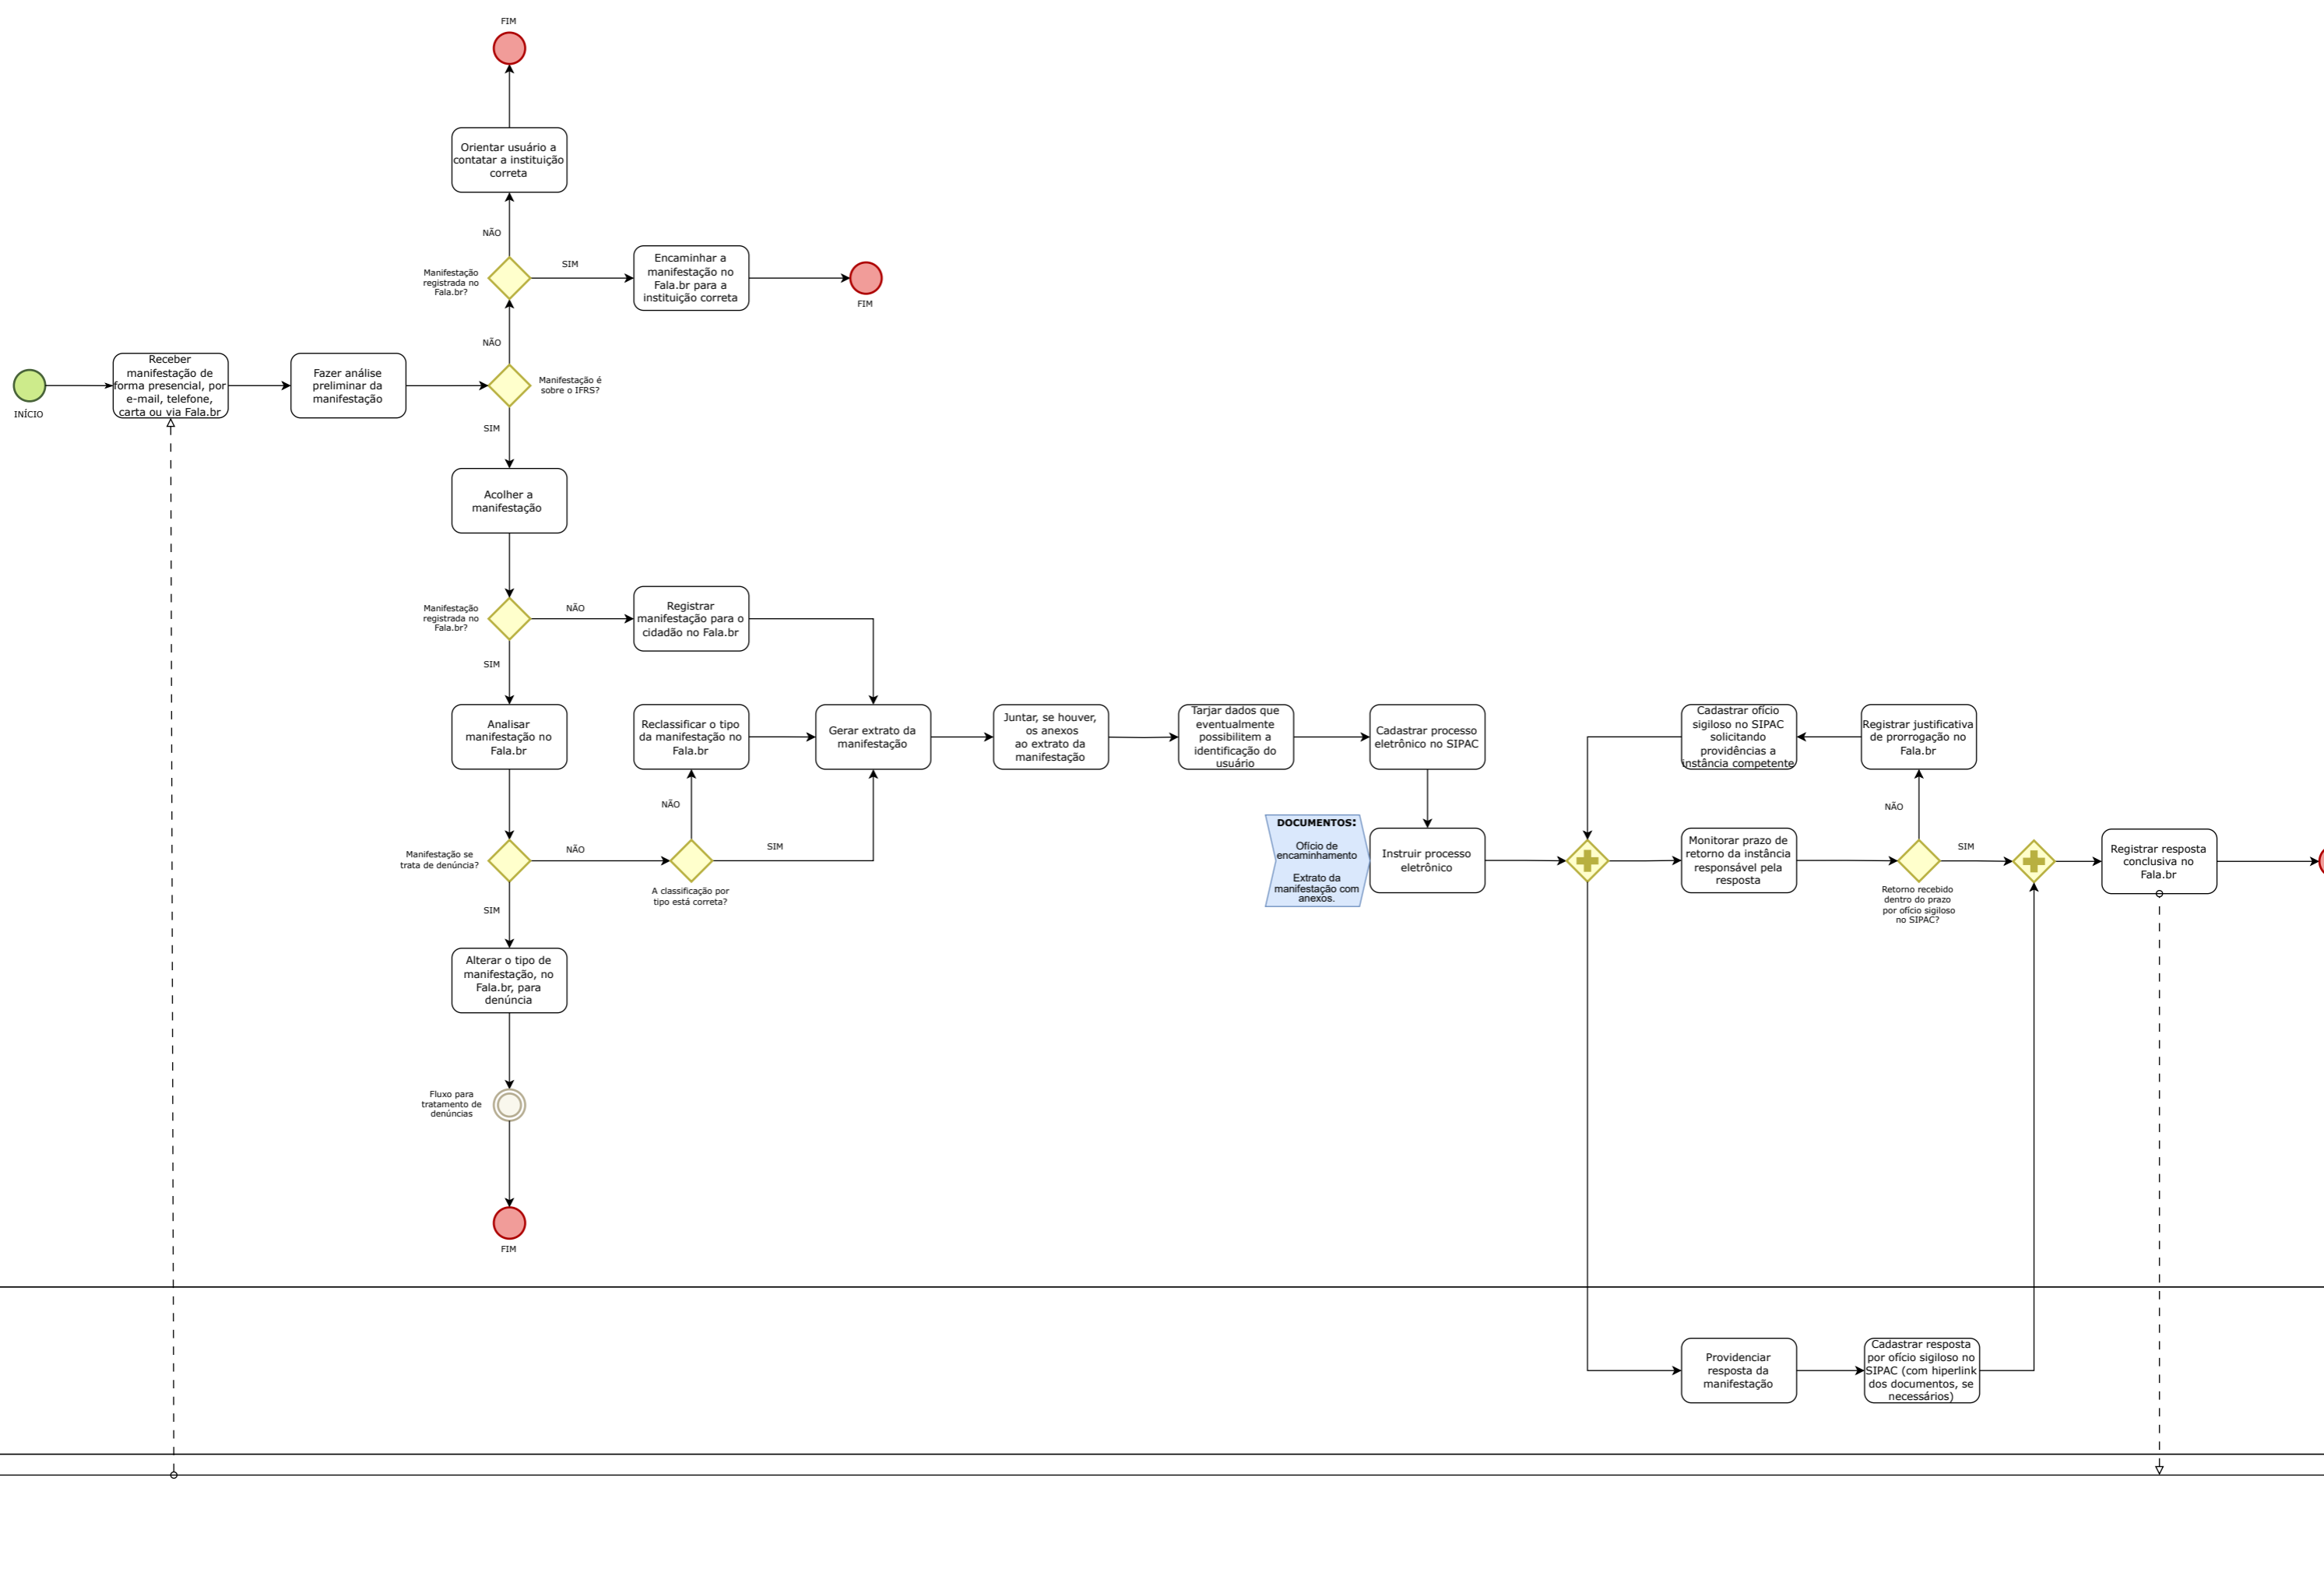 FIM
Orientar usuário a
contatar a instituição
correta
NÃO
Manifestação
registrada no
Fala.br?
SIM
Encaminhar a
manifestação no
Fala.br para a
instituição correta
FIM
NÃO
INÍCIO
Receber
manifestação de
forma presencial, por
e-mail, telefone,
carta ou via Fala.br
Fazer análise
preliminar da
manifestação
Manifestação é
sobre o IFRS?
SIM
Acolher a
manifestação
Manifestação
registrada no
Fala.br?
NÃO
Registrar
manifestação para o
cidadão no Fala.br
SIM
Analisar
manifestação no
Fala.br
Reclassificar o tipo
da manifestação no
Fala.br
Gerar extrato da
manifestação
Juntar, se houver,
os anexos
ao extrato da
manifestação
Tarjar dados que
eventualmente
possibilitem a
identificação do
usuário
Cadastrar processo
eletrônico no SIPAC
Cadastrar ofício
sigiloso no SIPAC
solicitando
providências a
instância competente
Registrar justificativa
de prorrogação no
Fala.br
NÃO
NÃO
Manifestação se
trata de denúncia?
NÃO
SIM
A classificação por
tipo está correta?
DOCUMENTOS:
Ofício de
encaminhamento
Extrato da
manifestação com
anexos.
Instruir processo
eletrônico
Monitorar prazo de
retorno da instância
responsável pela
resposta
SIM
Retorno recebido
dentro do prazo
por ofício sigiloso
no SIPAC?
Registrar resposta
conclusiva no
Fala.br
SIM
Alterar o tipo de
manifestação, no
Fala.br, para
denúncia
Fluxo para
tratamento de
denúncias
FIM
Providenciar
resposta da
manifestação
Cadastrar resposta
por ofício sigiloso no
SIPAC (com hiperlink
dos documentos, se
necessários)